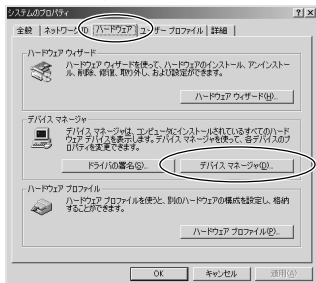 システムのプロパティ
全般 ネットワーク ID ハードウェア ユーザー プロファイル 詳細
ハードウェア ウィザード
ハードウェア ウィザードを使って、ハードウェアのインストール、アンインストー
ル、削除、修復、取り外し、および設定ができます。
ハードウェア ウィザード(H)...
デバイス マネージャ
デバイス マネージャは、コンピュータにインストールされているすべてのハード
ウェア デバイスを表示します。デバイス マネージャを使って、各デバイスのプ
ロパティを変更できます。
ドライバの署名(S)...
デバイス マネージャ(D)...
ハードウェア プロファイル
ハードウェア プロファイルを使うと、別のハードウェアの構成を設定し、格納
することができます。
ハードウェア プロファイル(P)...
OK
キャンセル
適用(A)